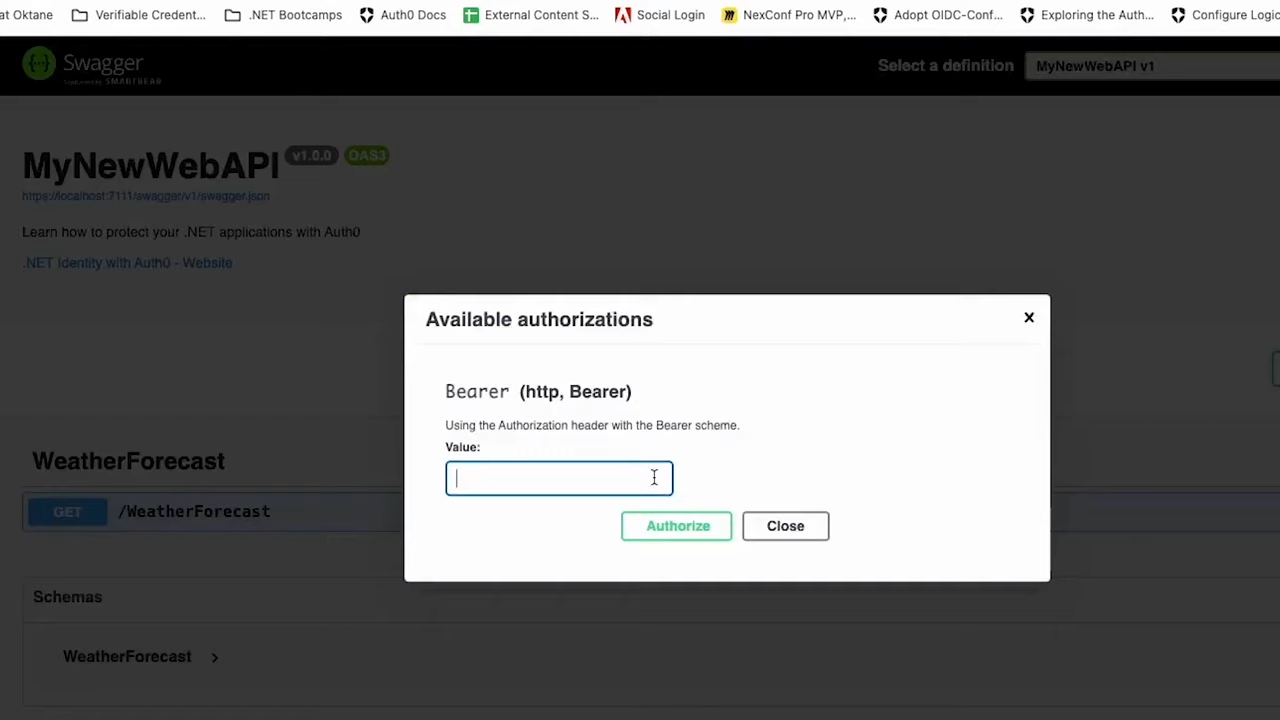 at Oktane
Verifiable Credent...
.NET Bootcamps
Auth0 Docs
External Content S...
Social Login
NexConf Pro MVP,...
Adopt OIDC-Conf...
Exploring the Auth...
Configure Logic
Swagger
Supported by SMARTBEAR
Select a definition
MyNewWebAPI v1
MyNewWebAPI v1.0.0 OAS3
https://localhost:7111/swagger/v1/swagger.json
Learn how to protect your .NET applications with Auth0
.NET Identity with Auth0 - Website
Available authorizations
x
Bearer (http, Bearer)
Using the Authorization header with the Bearer scheme.
Value:
Authorize
Close
WeatherForecast
GET /WeatherForecast
Schemas
WeatherForecast